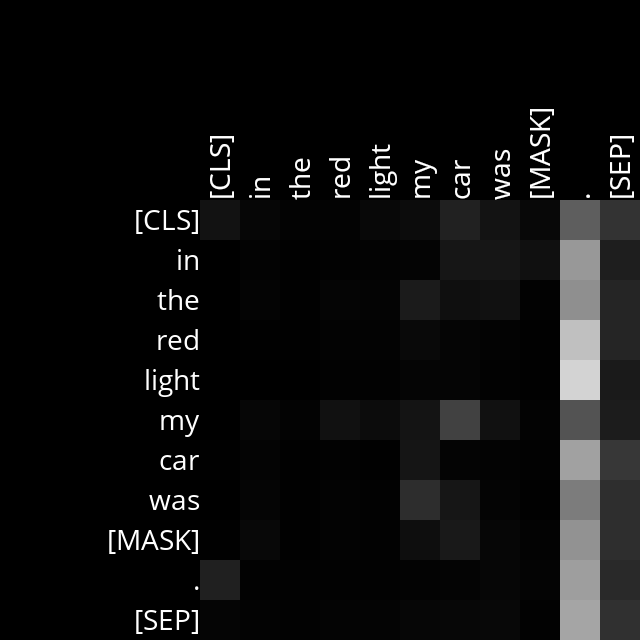 [CLS] in the red light my car was [MASK] . [SEP]
[CLS]
in
the
red
light
my
car
was
[MASK]
.
[SEP]